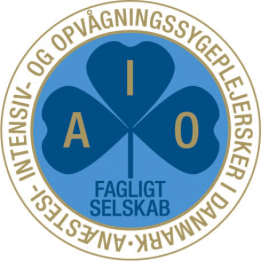 ANÆSTESI- INTENSIV- OG OPVÅGNINGSSYGEPLEJERSKER I DANMARK •
A I O
FAGLIGT
SELSKAB